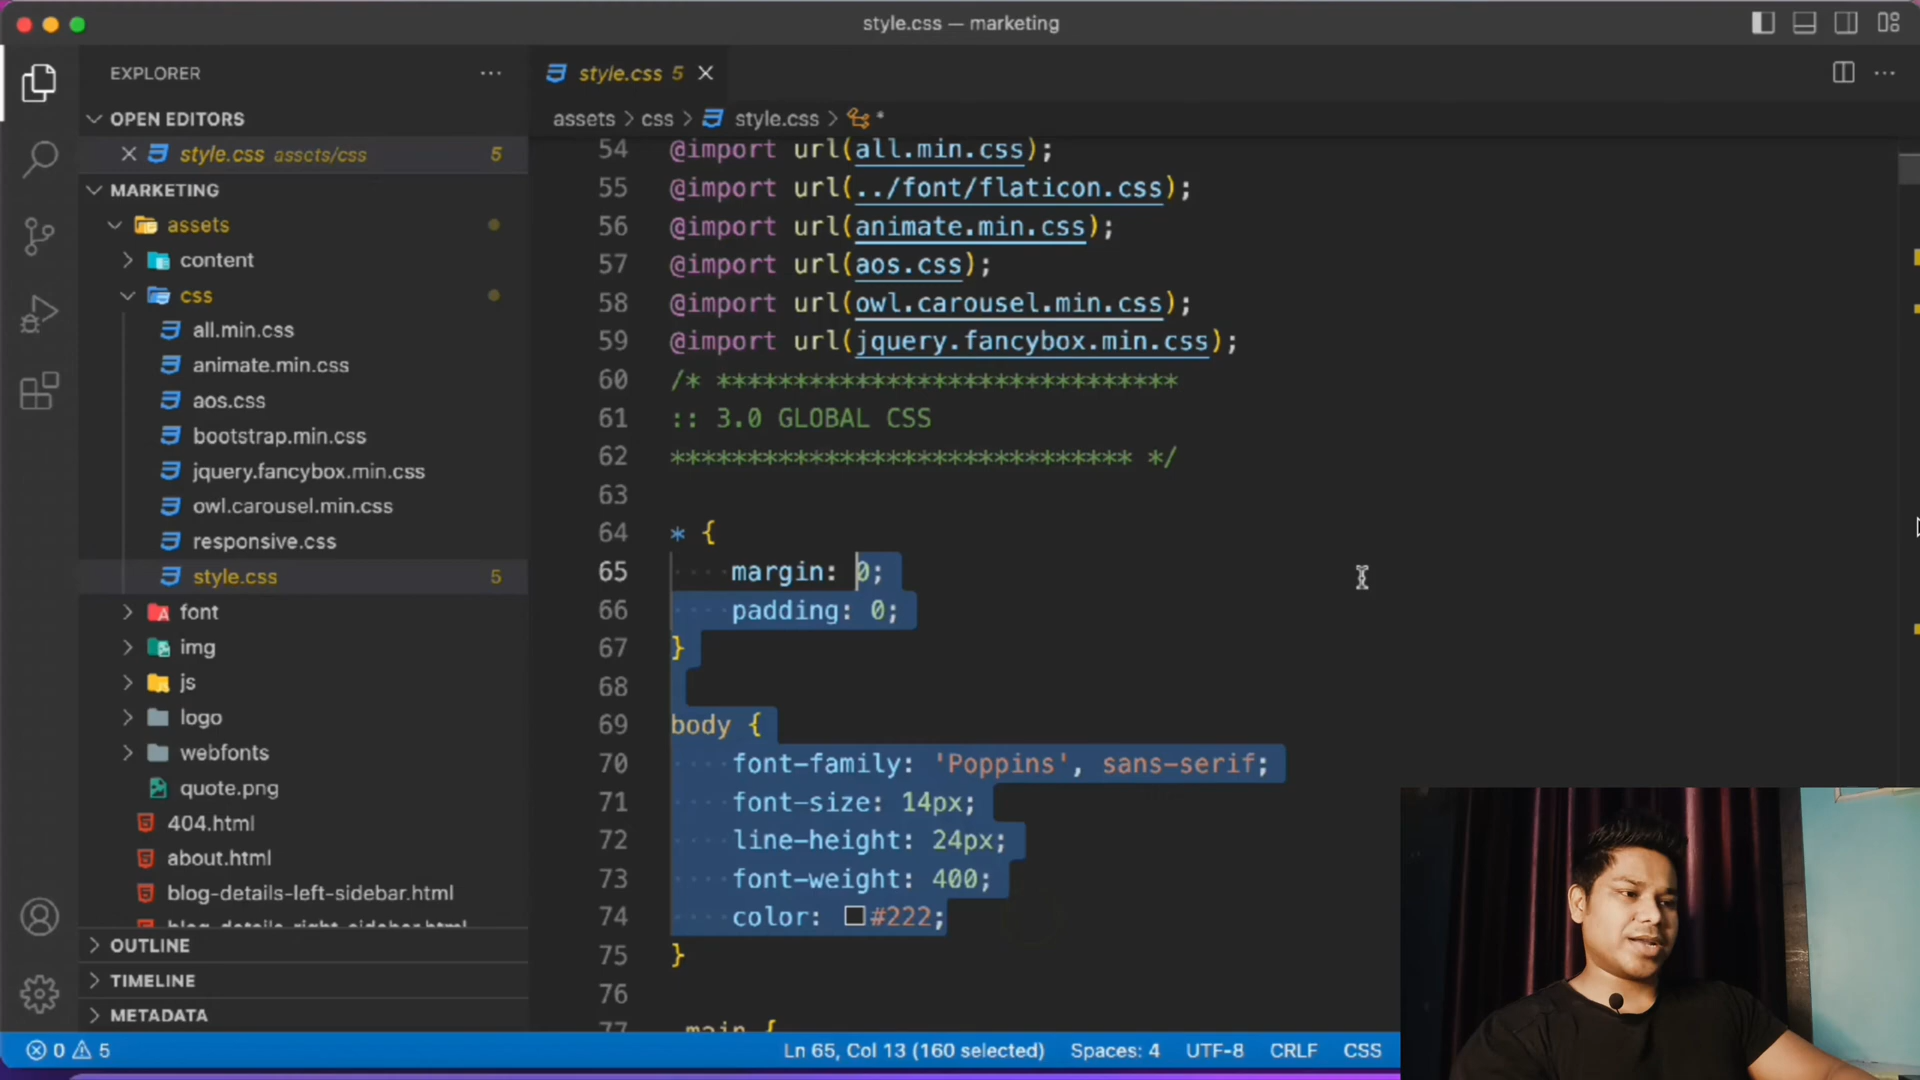 style.css — marketing
EXPLORER
OPEN EDITORS
style.css assets/css 5
MARKETING
assets
content
css
all.min.css
animate.min.css
aos.css
bootstrap.min.css
jquery.fancybox.min.css
owl.carousel.min.css
responsive.css
style.css 5
font
img
js
logo
webfonts
quote.png
404.html
about.html
blog-details-left-sidebar.html
blog-details-right-sidebar.html
OUTLINE
TIMELINE
METADATA
style.css 5
assets > css > style.css > *
54 @import url(all.min.css);
55 @import url(../font/flaticon.css);
56 @import url(animate.min.css);
57 @import url(aos.css);
58 @import url(owl.carousel.min.css);
59 @import url(jquery.fancybox.min.css);
60 /* ******************************
61 :: 3.0 GLOBAL CSS
62 ****************************** */
63
64 * {
65 margin: 0;
66 padding: 0;
67 }
68
69 body {
70 font-family: 'Poppins', sans-serif;
71 font-size: 14px;
72 line-height: 24px;
73 font-weight: 400;
74 color: #222;
75 }
76
77 .main {
0 5 Ln 65, Col 13 (160 selected) Spaces: 4 UTF-8 CRLF CSS